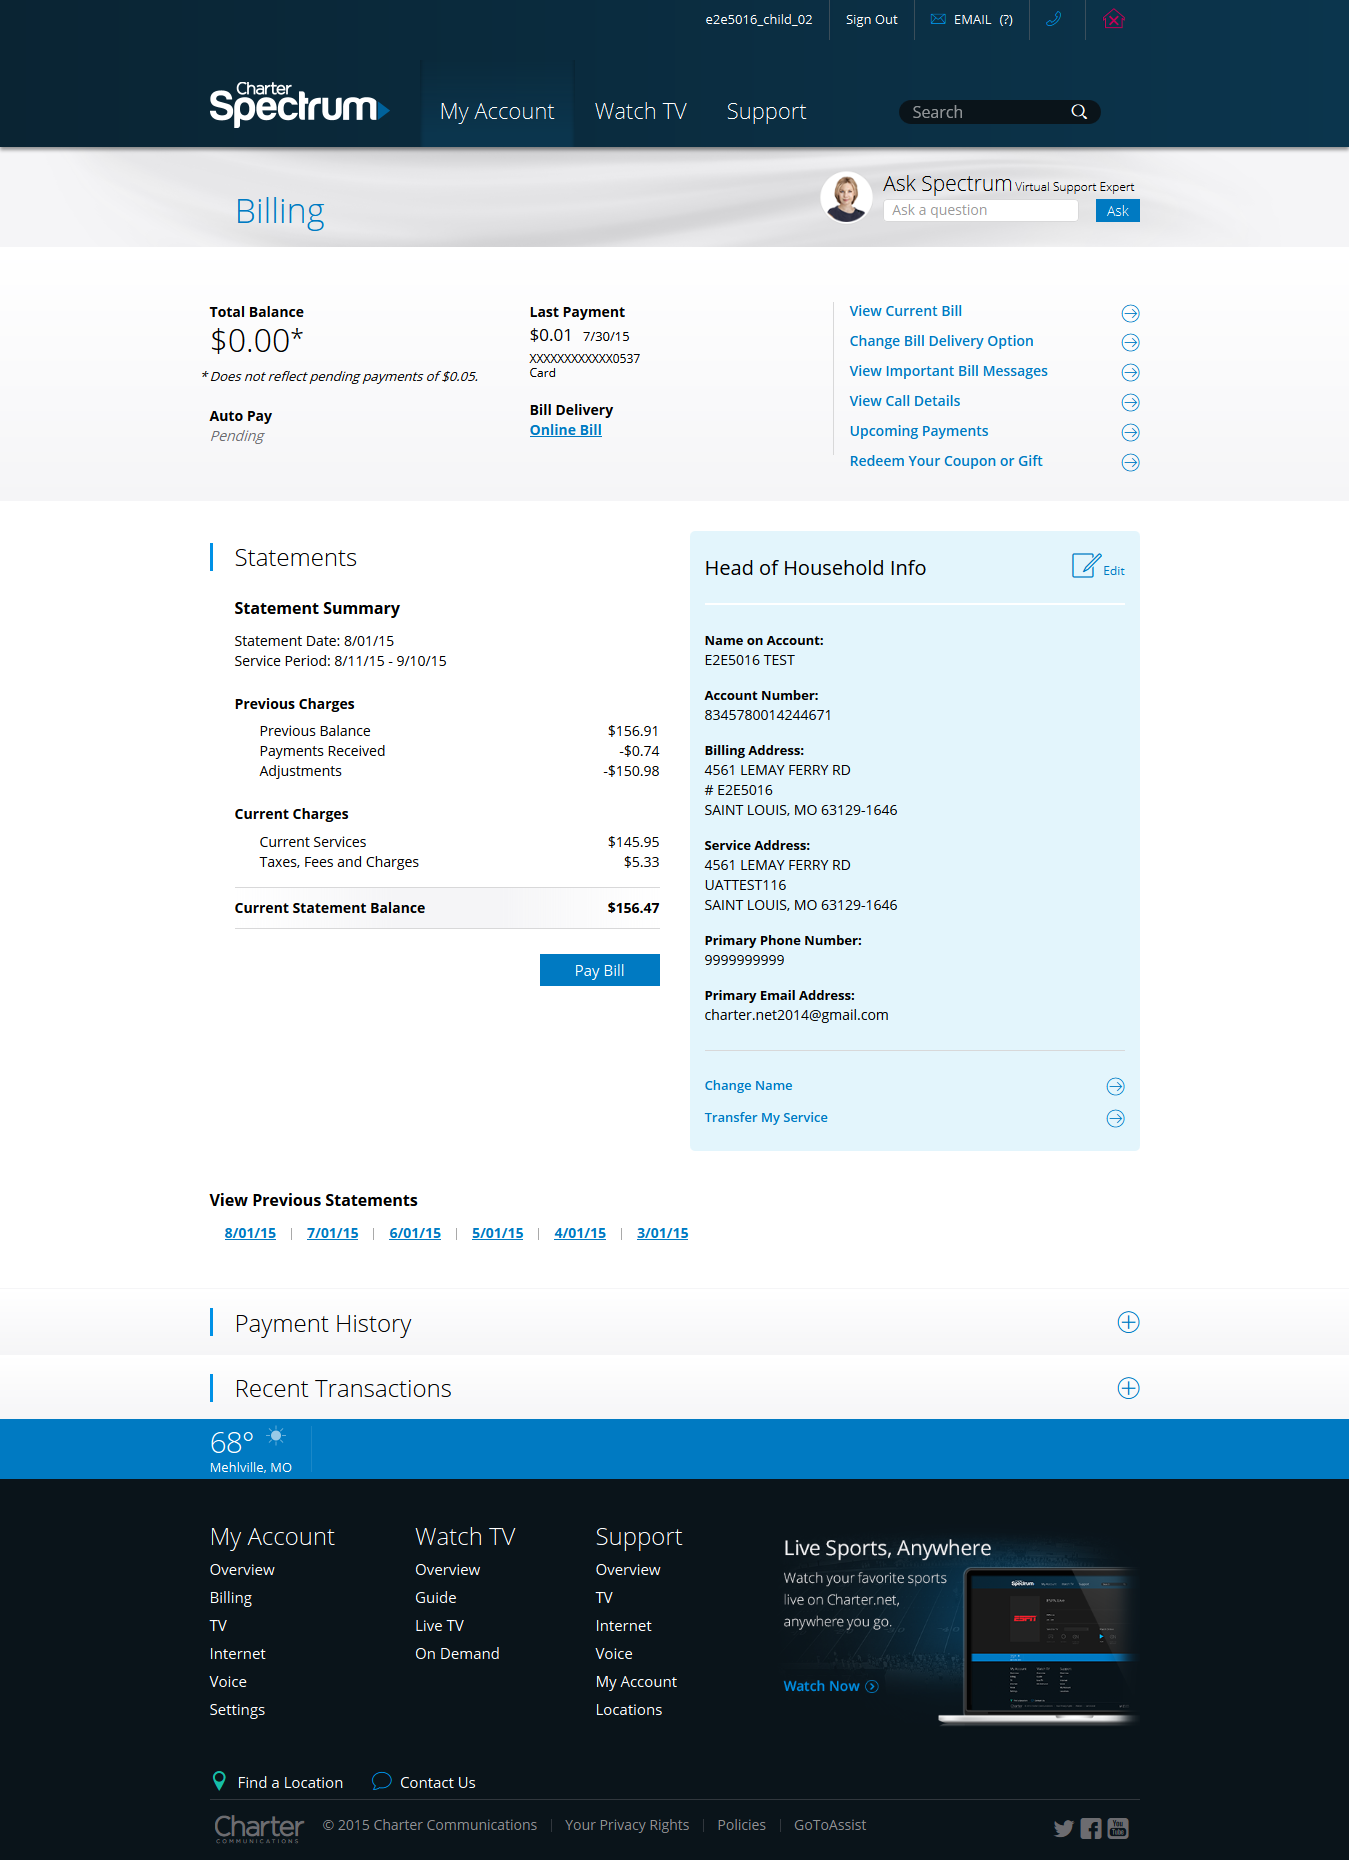 e2e5016_child_02
Sign Out
EMAIL (?)
Charter
Spectrum
My Account
Watch TV
Support
Search
Billing
Ask Spectrum Virtual Support Expert
Ask a question
Ask
Total Balance
$0.00*
* Does not reflect pending payments of $0.05.
Auto Pay
Pending
Last Payment
$0.01 7/30/15
XXXXXXXXXXXX0537
Card
Bill Delivery
Online Bill
View Current Bill
Change Bill Delivery Option
View Important Bill Messages
View Call Details
Upcoming Payments
Redeem Your Coupon or Gift
Statements
Statement Summary
Statement Date: 8/01/15
Service Period: 8/11/15 - 9/10/15
Previous Charges
Previous Balance $156.91
Payments Received -$0.74
Adjustments -$150.98
Current Charges
Current Services $145.95
Taxes, Fees and Charges $5.33
Current Statement Balance $156.47
Pay Bill
Head of Household Info
Edit
Name on Account:
E2E5016 TEST
Account Number:
8345780014244671
Billing Address:
4561 LEMAY FERRY RD
# E2E5016
SAINT LOUIS, MO 63129-1646
Service Address:
4561 LEMAY FERRY RD
UATTEST116
SAINT LOUIS, MO 63129-1646
Primary Phone Number:
9999999999
Primary Email Address:
charter.net2014@gmail.com
Change Name
Transfer My Service
View Previous Statements
8/01/15 | 7/01/15 | 6/01/15 | 5/01/15 | 4/01/15 | 3/01/15
Payment History
Recent Transactions
68°
Mehlville, MO
My Account
Overview
Billing
TV
Internet
Voice
Settings
Watch TV
Overview
Guide
Live TV
On Demand
Support
Overview
TV
Internet
Voice
My Account
Locations
Live Sports, Anywhere
Watch your favorite sports
live on Charter.net,
anywhere you go.
Watch Now
Spectrum
ESPN
Find a Location
Contact Us
Charter
COMMUNICATIONS
© 2015 Charter Communications | Your Privacy Rights | Policies | GoToAssist
You
Tube